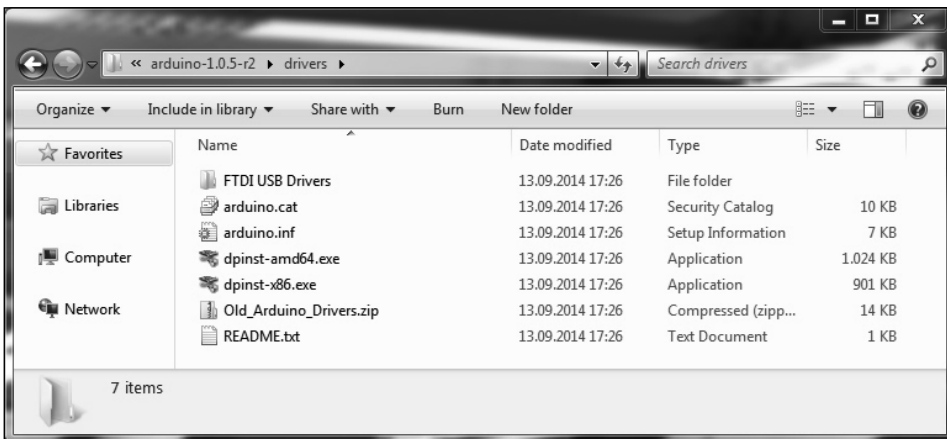 « arduino-1.0.5-r2 ▸ drivers ▸ Search drivers
Organize ▾ Include in library ▾ Share with ▾ Burn New folder
Favorites
Libraries
Computer
Network
Name Date modified Type Size
FTDI USB Drivers 13.09.2014 17:26 File folder
arduino.cat 13.09.2014 17:26 Security Catalog 10 KB
arduino.inf 13.09.2014 17:26 Setup Information 7 KB
dpinst-amd64.exe 13.09.2014 17:26 Application 1.024 KB
dpinst-x86.exe 13.09.2014 17:26 Application 901 KB
Old_Arduino_Drivers.zip 13.09.2014 17:26 Compressed (zipp... 14 KB
README.txt 13.09.2014 17:26 Text Document 1 KB
7 items